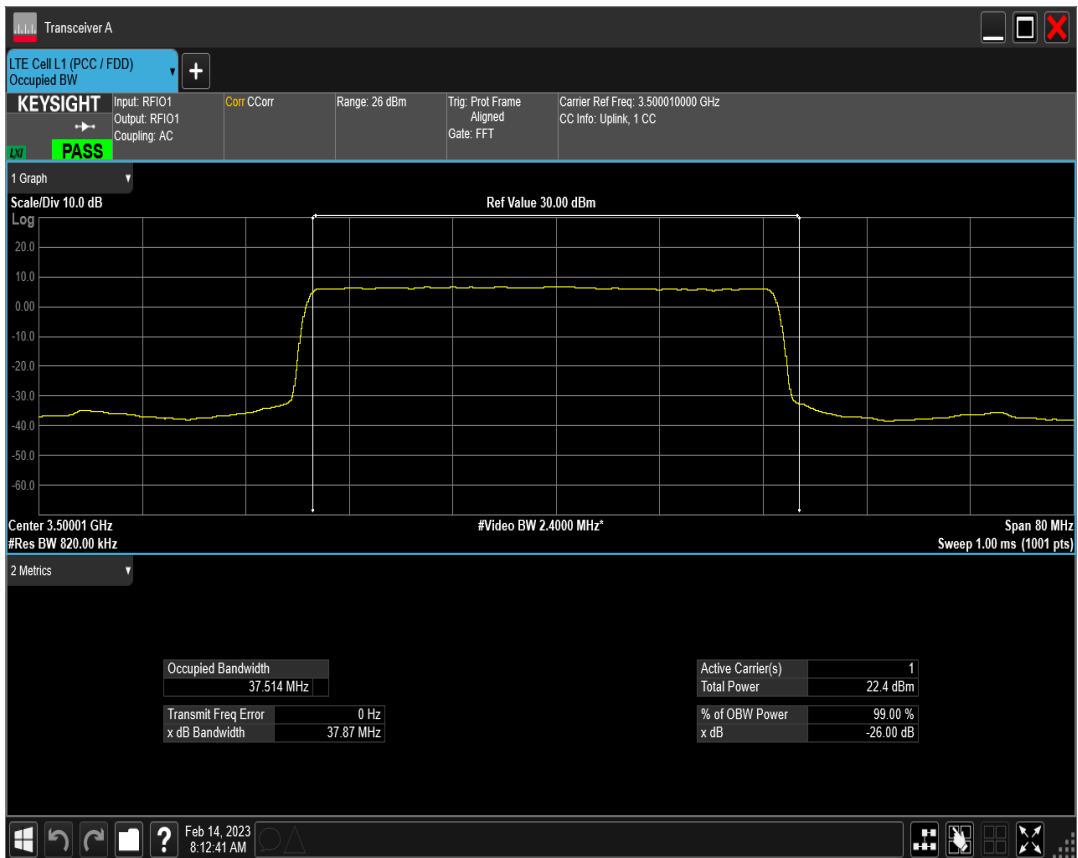 Transceiver A
LTE Cell L1 (PCC / FDD)
Occupied BW
+
KEYSIGHT
LXI
PASS
Input: RFIO1
Output: RFIO1
Coupling: AC
Corr CCorr
Range: 26 dBm
Trig: Prot Frame
Aligned
Gate: FFT
Carrier Ref Freq: 3.500010000 GHz
CC Info: Uplink, 1 CC
1 Graph
Scale/Div 10.0 dB
Ref Value 30.00 dBm
Log
20.0
10.0
0.00
-10.0
-20.0
-30.0
-40.0
-50.0
-60.0
Center 3.50001 GHz
#Video BW 2.4000 MHz*
Span 80 MHz
#Res BW 820.00 kHz
Sweep 1.00 ms (1001 pts)
2 Metrics
Occupied Bandwidth
37.514 MHz
Transmit Freq Error 0 Hz
x dB Bandwidth 37.87 MHz
Active Carrier(s) 1
Total Power 22.4 dBm
% of OBW Power 99.00 %
x dB -26.00 dB
?
Feb 14, 2023
8:12:41 AM